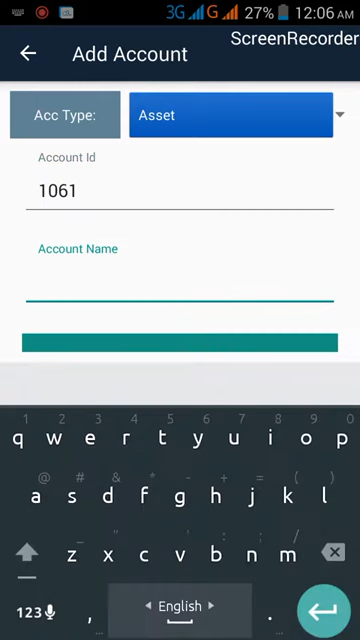 3G G 27% 12:06 AM
ScreenRecorder
Add Account
Acc Type: Asset
Account Id
1061
Account Name
1 2 3 4 5 6 7 8 9 0
q w e r t y u i o p
@ # & * - + = ( )
a s d f g h j k l
_ " ' : ; /
z x c v b n m
123 , English .